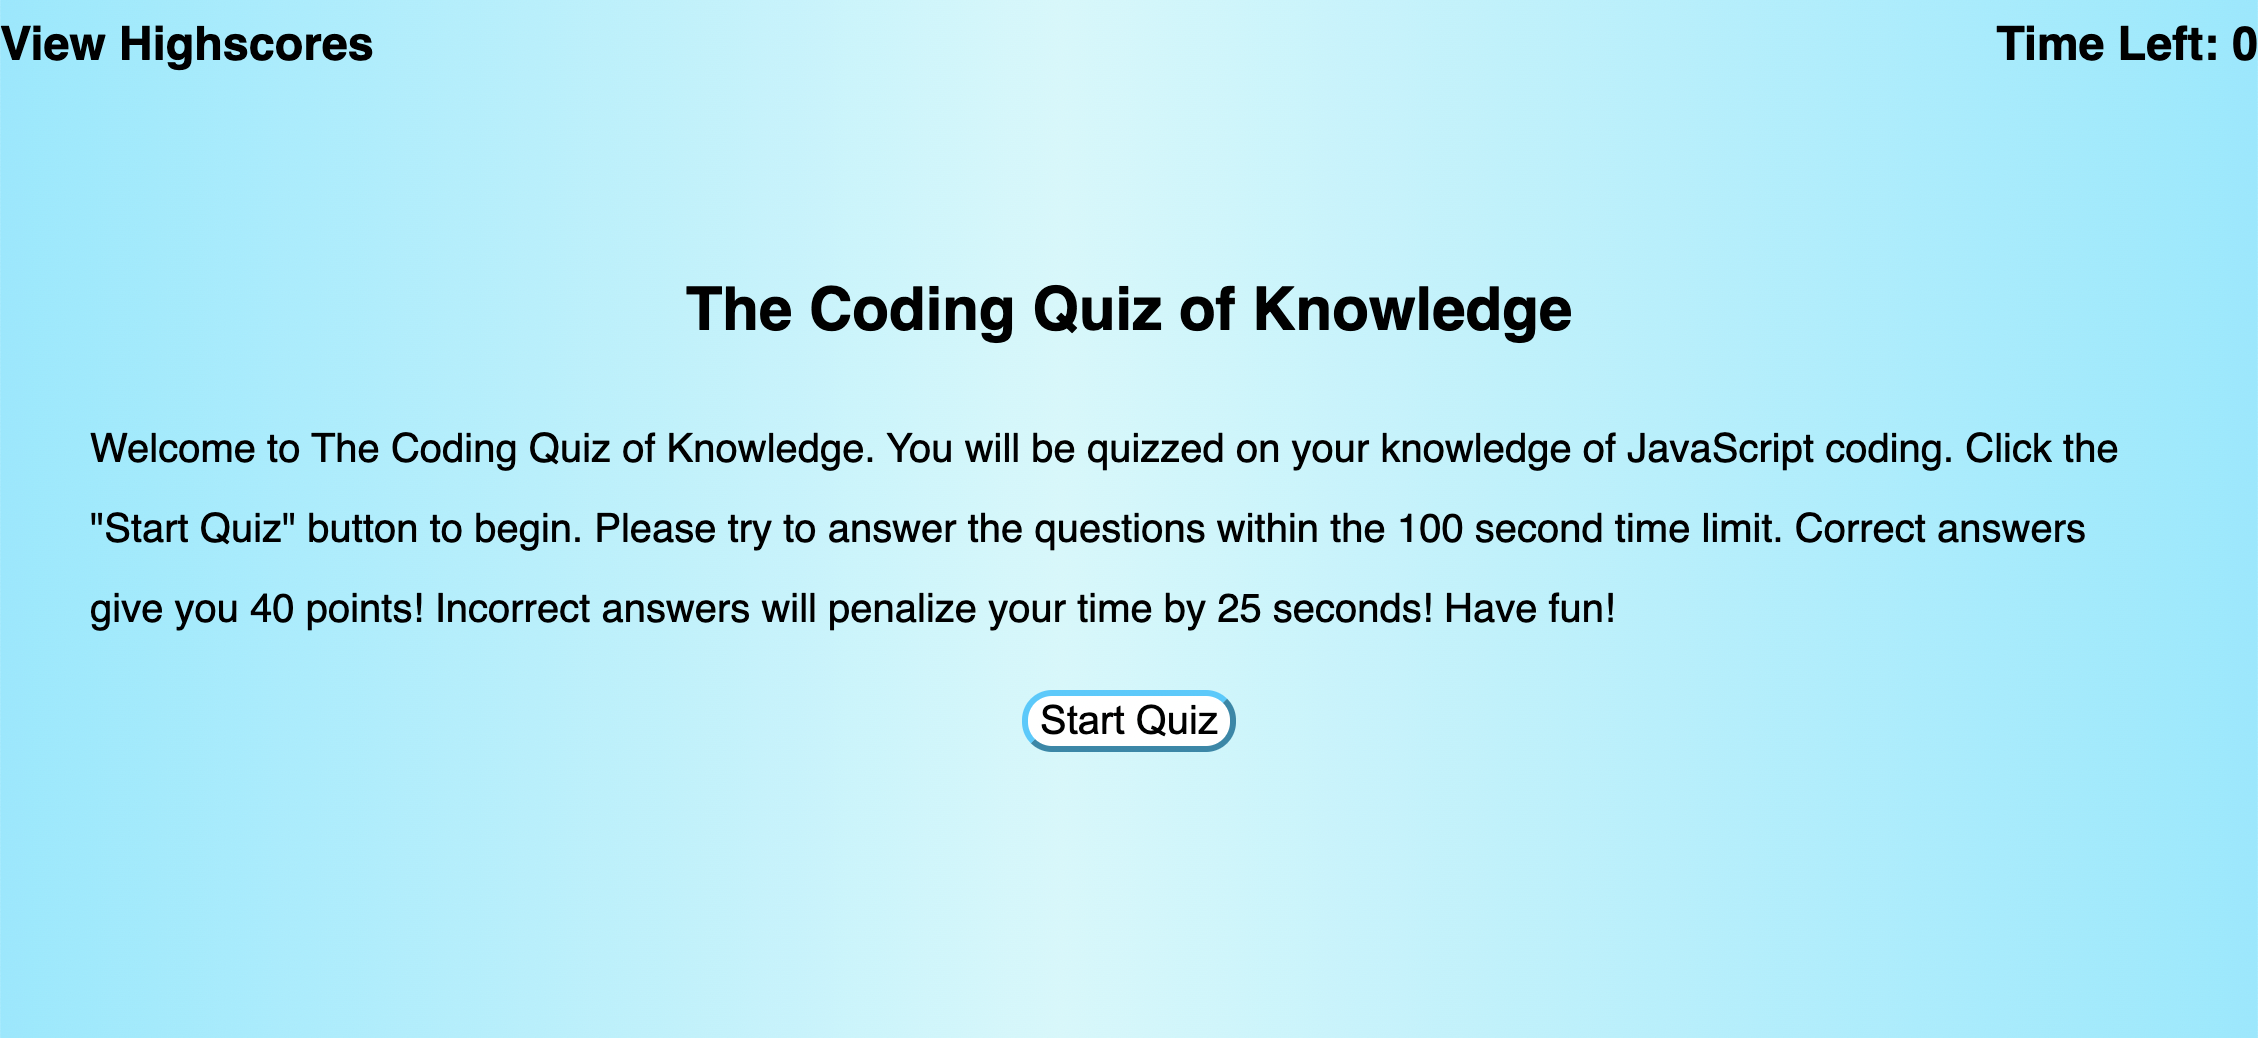 View Highscores
Time Left: 0
The Coding Quiz of Knowledge
Welcome to The Coding Quiz of Knowledge. You will be quizzed on your knowledge of JavaScript coding. Click the
"Start Quiz" button to begin. Please try to answer the questions within the 100 second time limit. Correct answers
give you 40 points! Incorrect answers will penalize your time by 25 seconds! Have fun!
Start Quiz